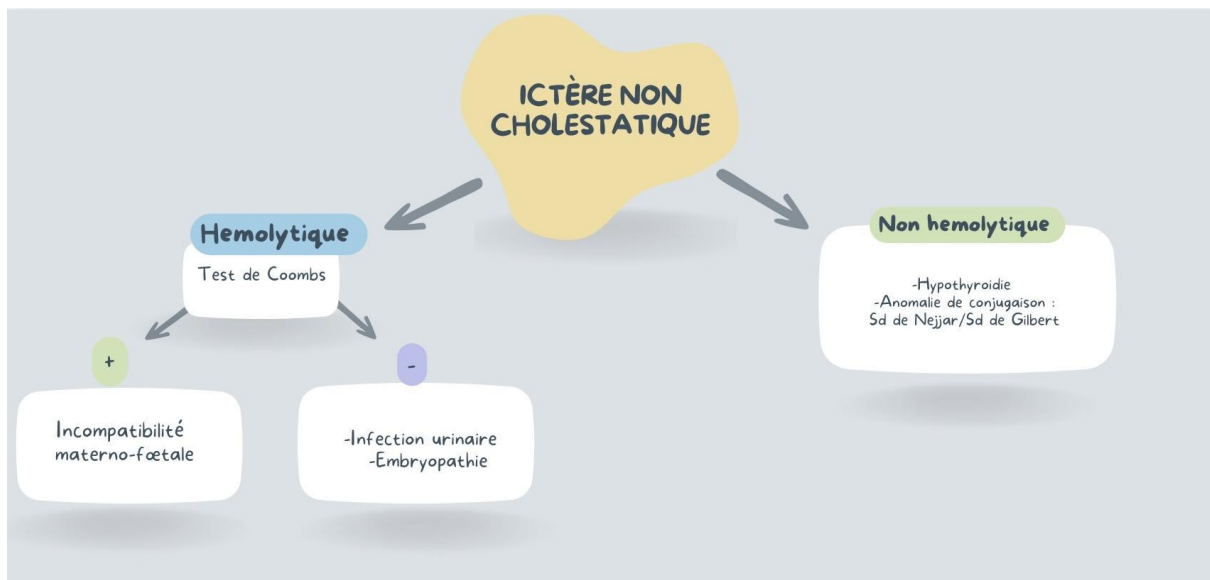 ICTÈRE NON
CHOLESTATIQUE
Hemolytique
Test de Coombs
+
Incompatibilité
materno-fœtale
-
-Infection urinaire
-Embryopathie
Non hemolytique
-Hypothyroidie
-Anomalie de conjugaison :
Sd de Nejjar/Sd de Gilbert